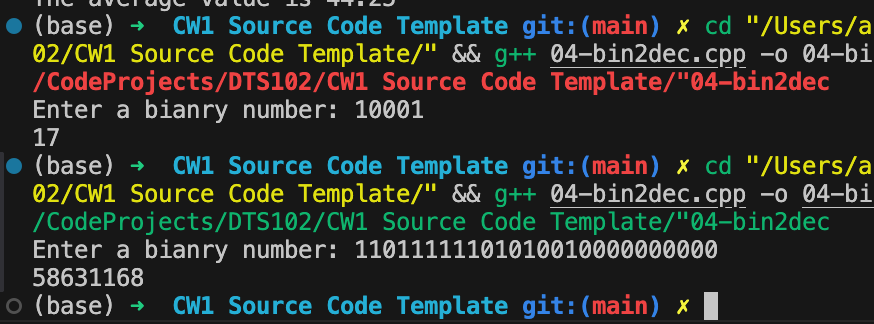 The average value is 44.25
(base) ➜ CW1 Source Code Template git:(main) ✗ cd "/Users/a
02/CW1 Source Code Template/" && g++ 04-bin2dec.cpp -o 04-bi
/CodeProjects/DTS102/CW1 Source Code Template/"04-bin2dec
Enter a bianry number: 10001
17
(base) ➜ CW1 Source Code Template git:(main) ✗ cd "/Users/a
02/CW1 Source Code Template/" && g++ 04-bin2dec.cpp -o 04-bi
/CodeProjects/DTS102/CW1 Source Code Template/"04-bin2dec
Enter a bianry number: 11011111101010010000000000
58631168
(base) ➜ CW1 Source Code Template git:(main) ✗